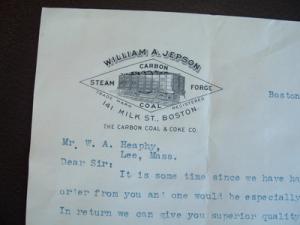 WILLIAM A. JEPSON
CARBON
STEAM FORGE
TRADE MARK REGISTERED
COAL
141 MILK ST., BOSTON.
THE CARBON COAL & COKE CO.
Boston
Mr. W. A. Heaphy,
Lee, Mass.
Dear Sir:
It is some time since we have ha
order from you and one would be especially
In return we can give you superior quality